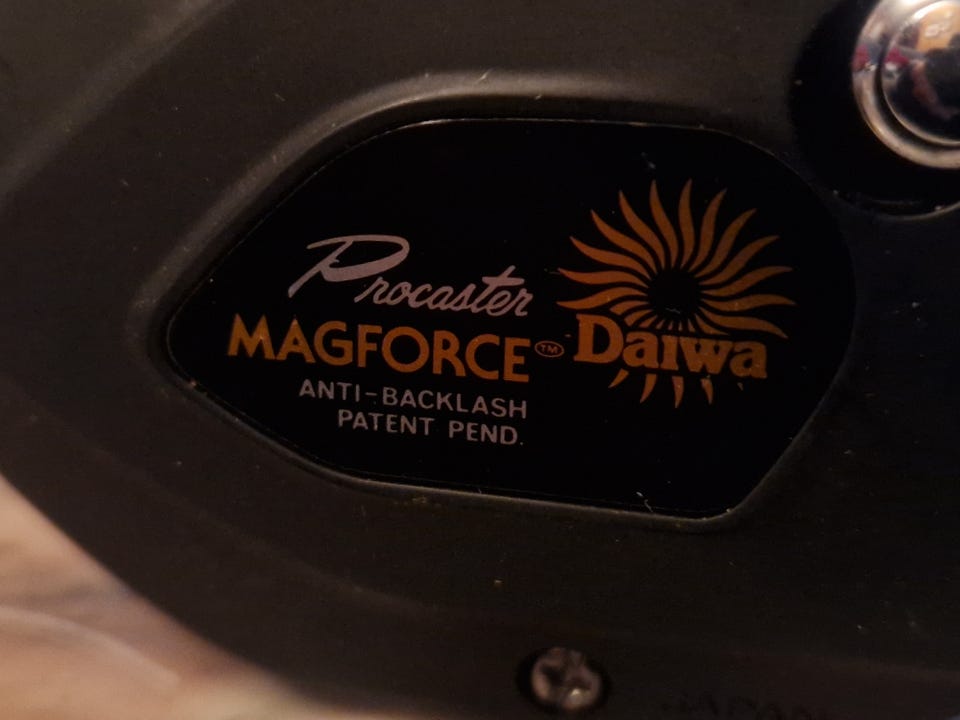 Procaster
MAGFORCE™
ANTI-BACKLASH
PATENT PEND.
Daiwa